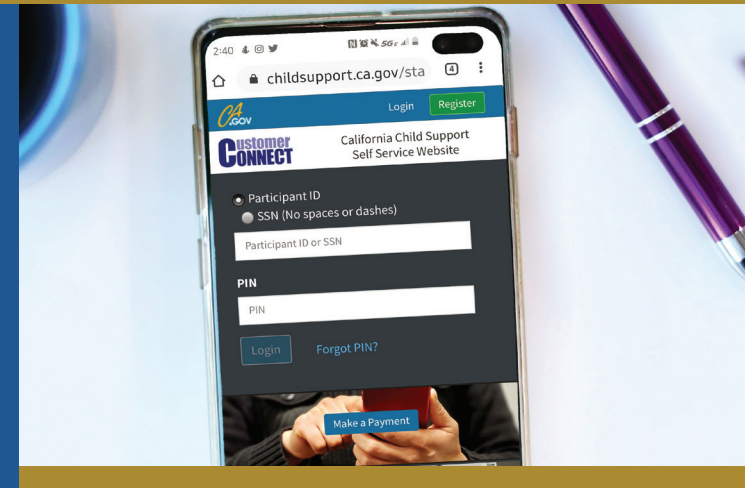 2:40
5G E
childsupport.ca.gov/sta
4
CA
.GOV
Login
Register
Customer
CONNECT
California Child Support
Self Service Website
Participant ID
SSN (No spaces or dashes)
Participant ID or SSN
PIN
PIN
Login
Forgot PIN?
Make a Payment